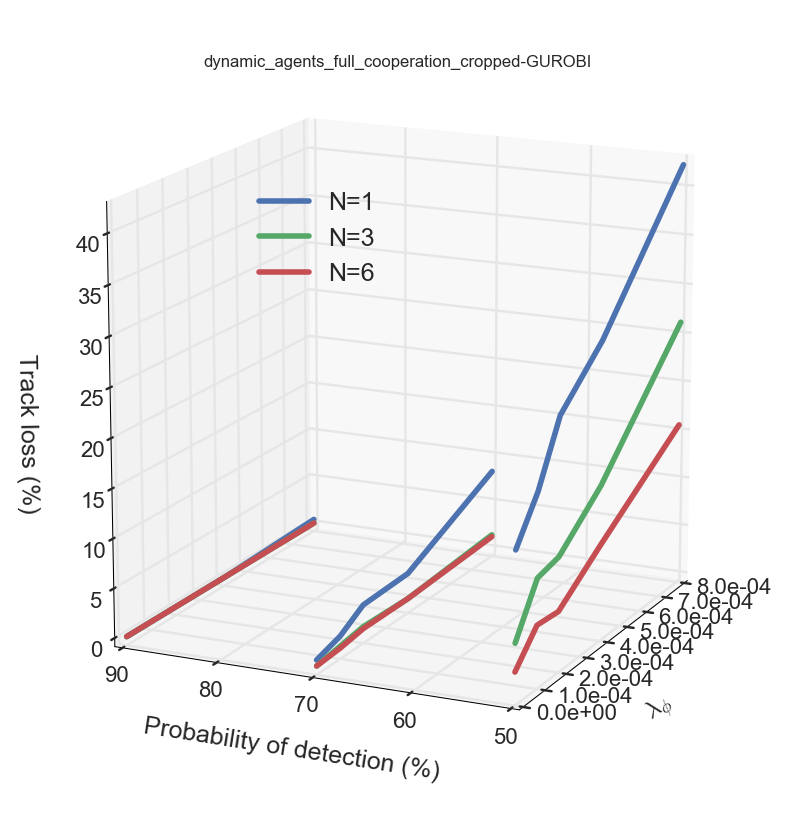 dynamic_agents_full_cooperation_cropped-GUROBI
N=1
N=3
N=6
40
35
30
25
20
15
10
5
0
Track loss (%)
90
80
70
60
50
Probability of detection (%)
8.0e-04
7.0e-04
6.0e-04
5.0e-04
4.0e-04
3.0e-04
2.0e-04
1.0e-04
0.0e+00
λϕ